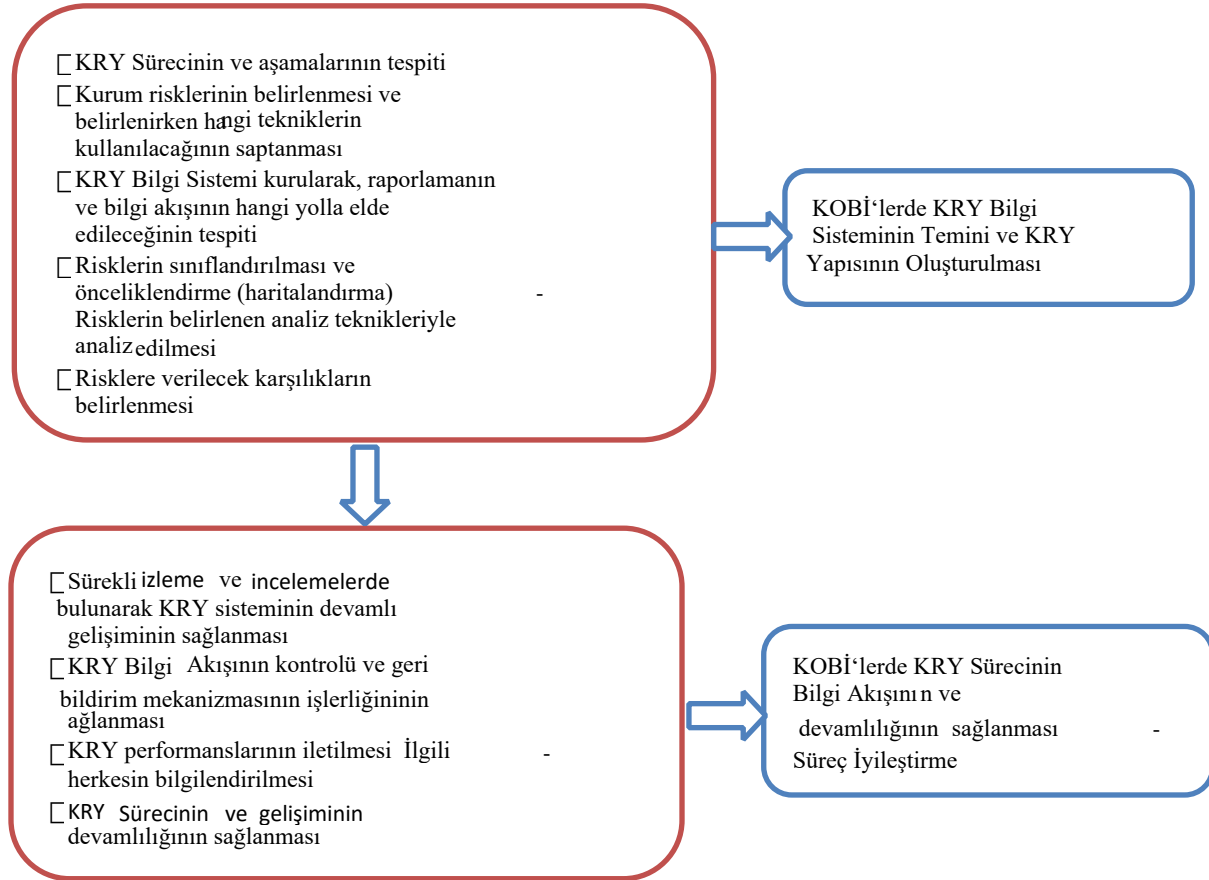 ⎡KRY Sürecinin ve aşamalarının tespiti
⎡Kurum risklerinin belirlenmesi ve
belirlenirken hangi tekniklerin
kullanılacağının saptanması
⎡KRY Bilgi Sistemi kurularak, raporlamanın
ve bilgi akışının hangi yolla elde
edileceğinin tespiti
⎡Risklerin sınıflandırılması ve
önceliklendirme (haritalandırma) -
Risklerin belirlenen analiz teknikleriyle
analiz edilmesi
⎡Risklere verilecek karşılıkların
belirlenmesi
KOBİ‘lerde KRY Bilgi
Sisteminin Temini ve KRY
Yapısının Oluşturulması
⎡Sürekli izleme ve incelemelerde
bulunarak KRY sisteminin devamlı
gelişiminin sağlanması
⎡KRY Bilgi Akışının kontrolü ve geri
bildirim mekanizmasının işlerliğininin
ağlanması
⎡KRY performanslarının iletilmesi İlgili -
herkesin bilgilendirilmesi
⎡KRY Sürecinin ve gelişiminin
devamlılığının sağlanması
KOBİ‘lerde KRY Sürecinin
Bilgi Akışının ve
devamlılığının sağlanması -
Süreç İyileştirme